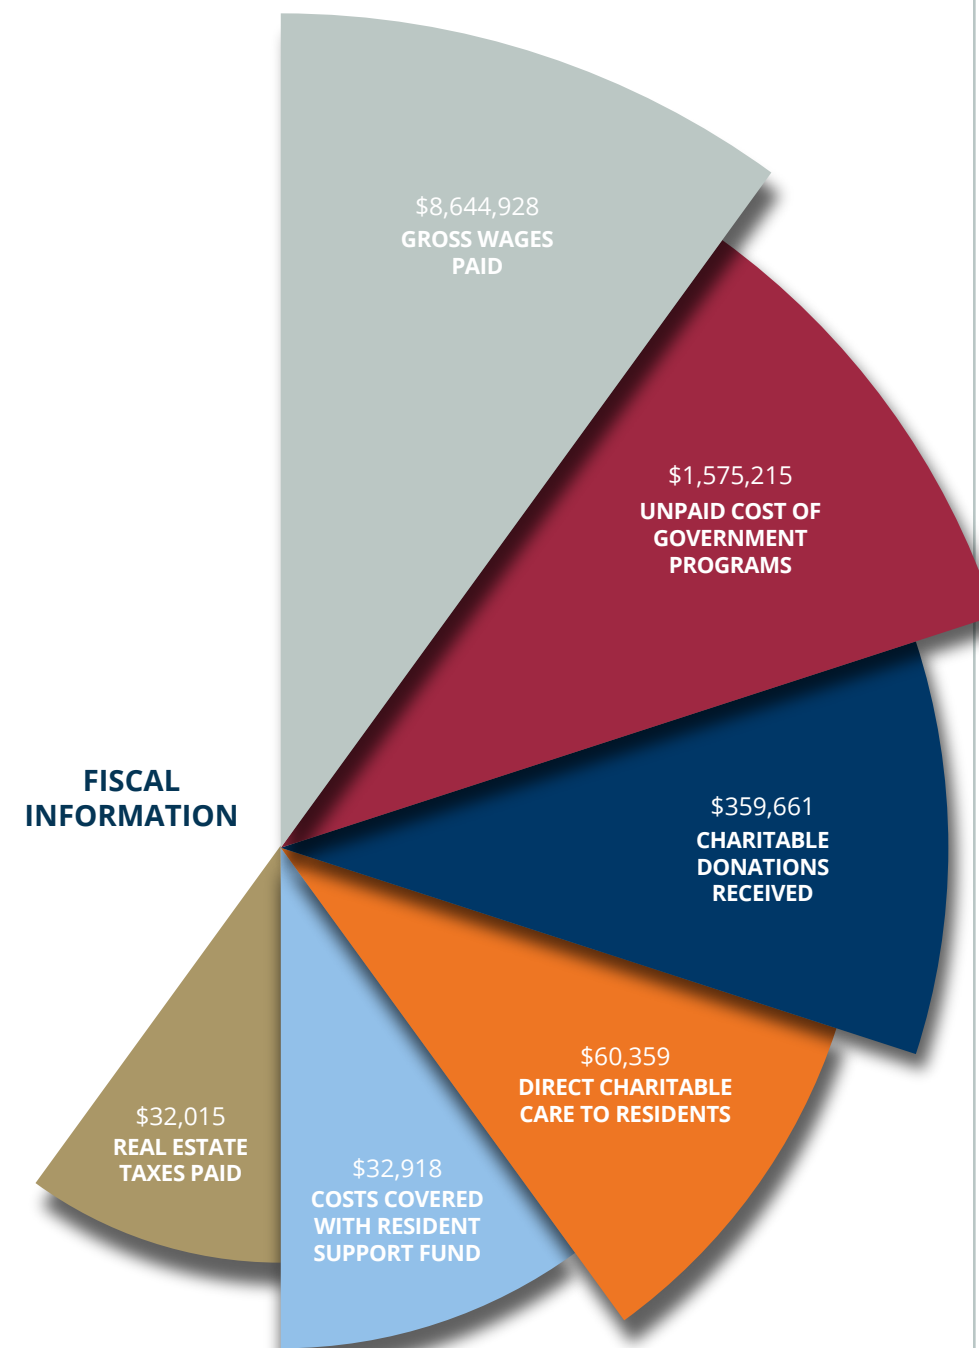 $8,644,928
GROSS WAGES
PAID
$1,575,215
UNPAID COST OF
GOVERNMENT
PROGRAMS
FISCAL
INFORMATION
$359,661
CHARITABLE
DONATIONS
RECEIVED
$60,359
DIRECT CHARITABLE
CARE TO RESIDENTS
$32,918
COSTS COVERED
WITH RESIDENT
SUPPORT FUND
$32,015
REAL ESTATE
TAXES PAID